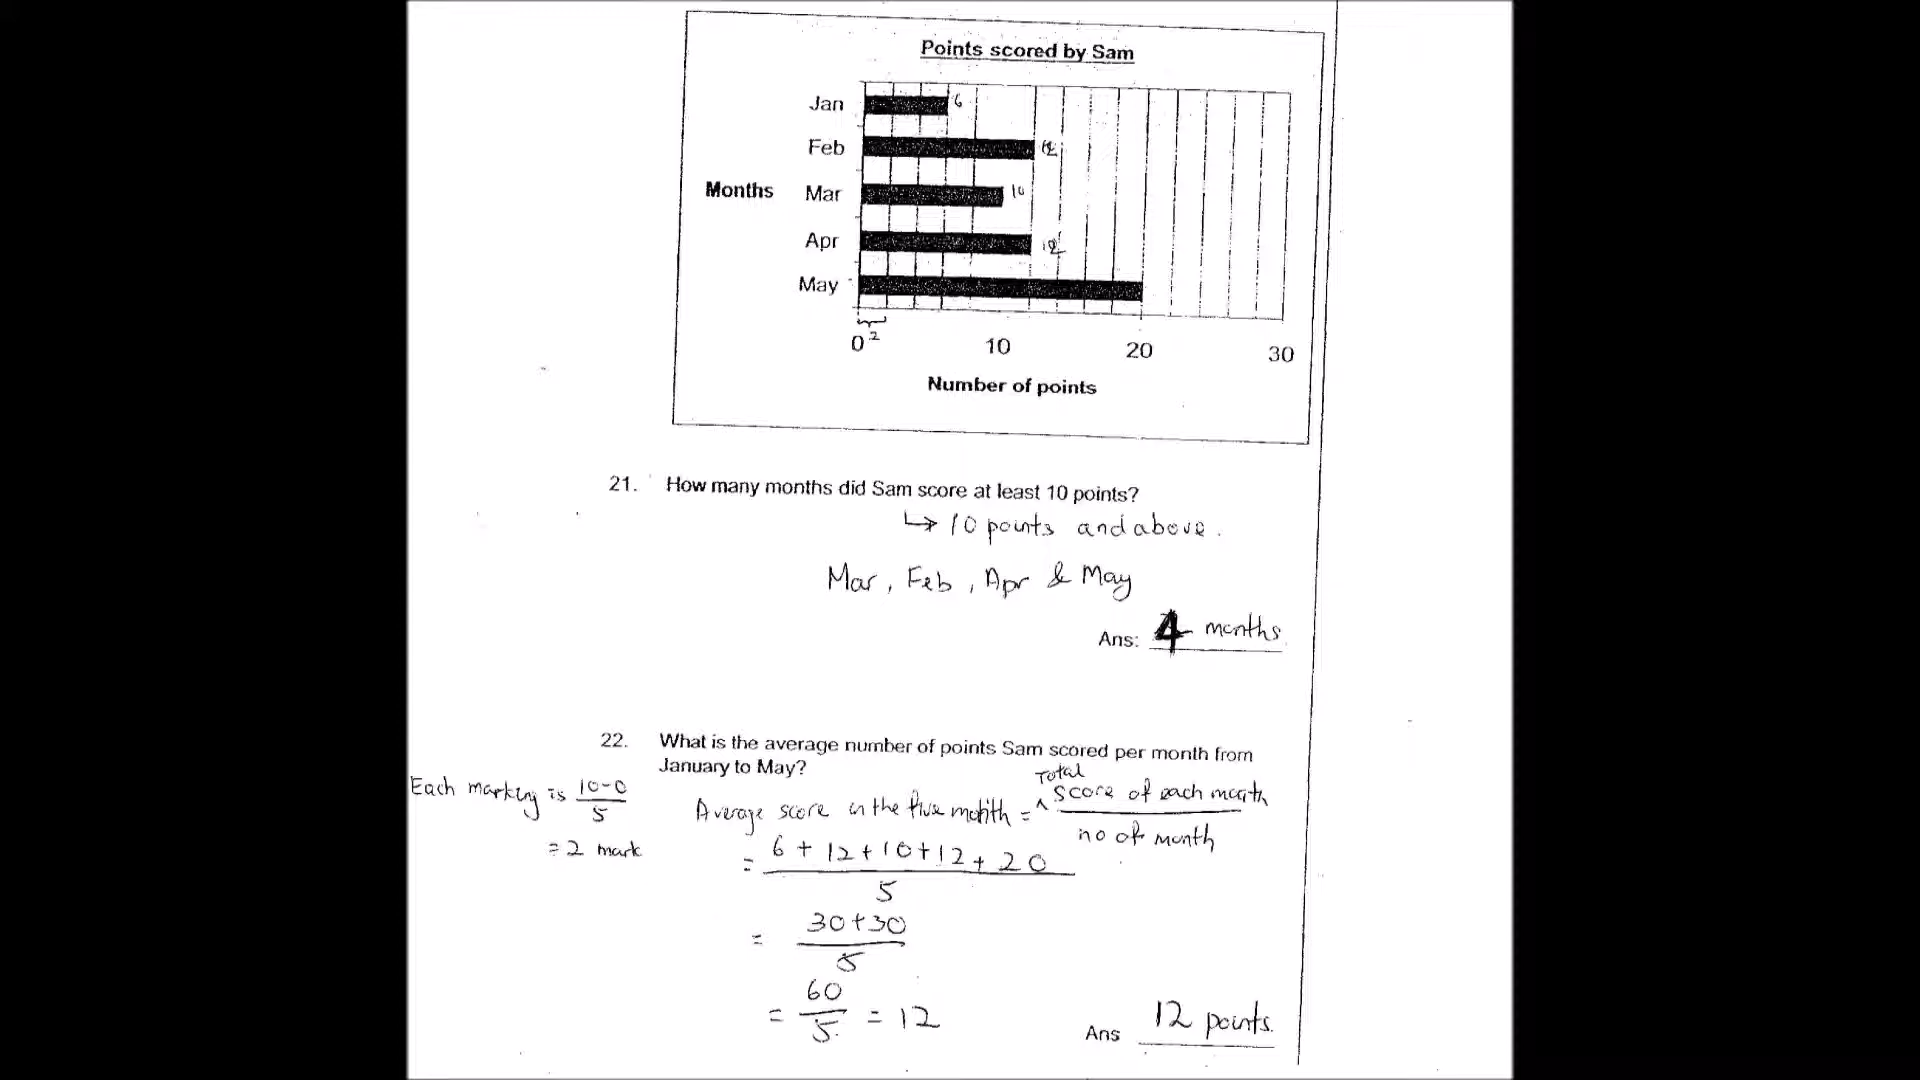 Points scored by Sam
Jan 6
Feb 12
Months Mar 10
Apr 12
May
2
0 10 20 30
Number of points
21. How many months did Sam score at least 10 points?
↳ 10 points and above.
Mar, Feb, Apr & May
Ans: 4 months
22. What is the average number of points Sam scored per month from
January to May?
Each marking is 10-0
5
= 2 mark
Total
Average score in the five month = ^ score of each month
no of month
= 6 + 12 + 10 + 12 + 20
5
= 30+30
5
= 60
5 = 12
Ans 12 points.